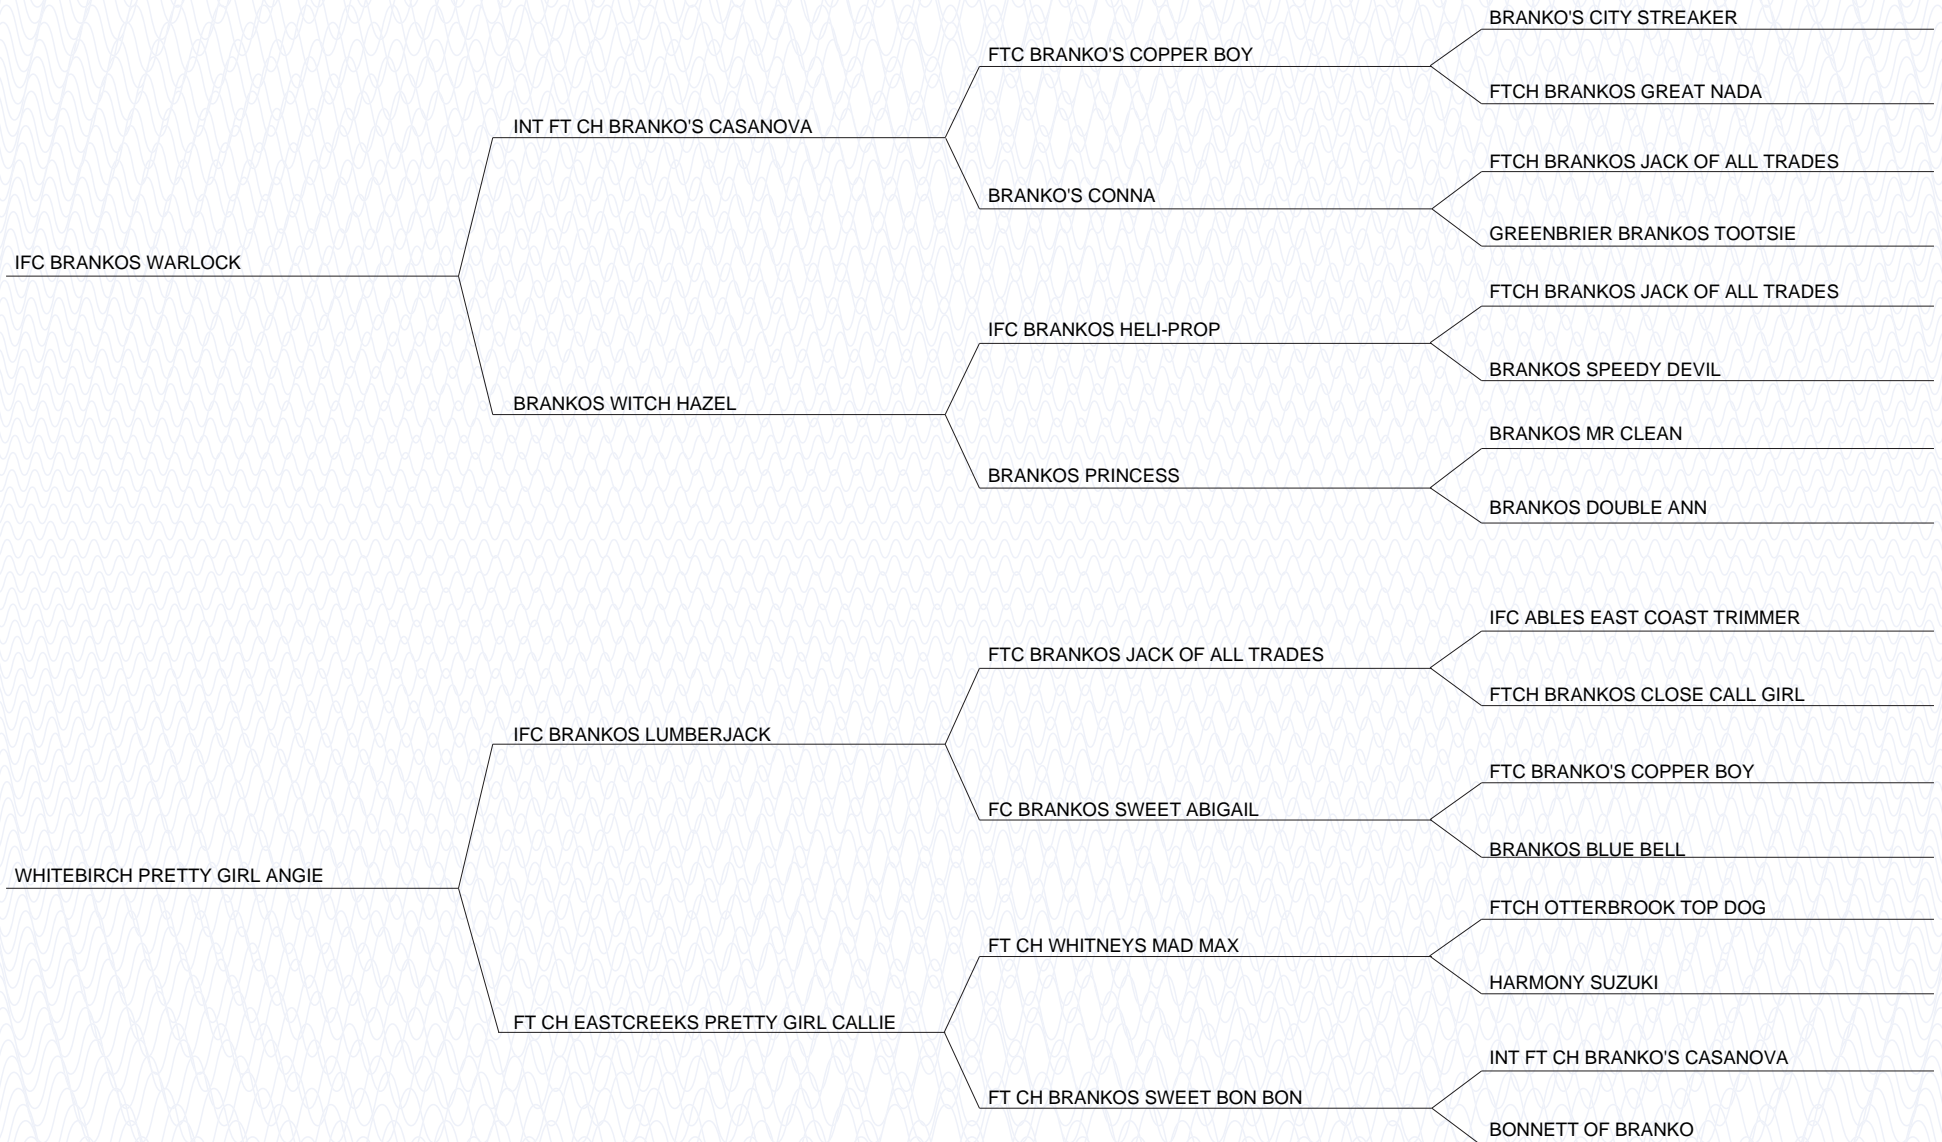 BRANKO'S CITY STREAKER
FTC BRANKO'S COPPER BOY
FTCH BRANKOS GREAT NADA
INT FT CH BRANKO'S CASANOVA
FTCH BRANKOS JACK OF ALL TRADES
BRANKO'S CONNA
GREENBRIER BRANKOS TOOTSIE
IFC BRANKOS WARLOCK
FTCH BRANKOS JACK OF ALL TRADES
IFC BRANKOS HELI-PROP
BRANKOS SPEEDY DEVIL
BRANKOS WITCH HAZEL
BRANKOS MR CLEAN
BRANKOS PRINCESS
BRANKOS DOUBLE ANN
IFC ABLES EAST COAST TRIMMER
FTC BRANKOS JACK OF ALL TRADES
FTCH BRANKOS CLOSE CALL GIRL
IFC BRANKOS LUMBERJACK
FTC BRANKO'S COPPER BOY
FC BRANKOS SWEET ABIGAIL
BRANKOS BLUE BELL
WHITEBIRCH PRETTY GIRL ANGIE
FTCH OTTERBROOK TOP DOG
FT CH WHITNEYS MAD MAX
HARMONY SUZUKI
FT CH EASTCREEKS PRETTY GIRL CALLIE
INT FT CH BRANKO'S CASANOVA
FT CH BRANKOS SWEET BON BON
BONNETT OF BRANKO